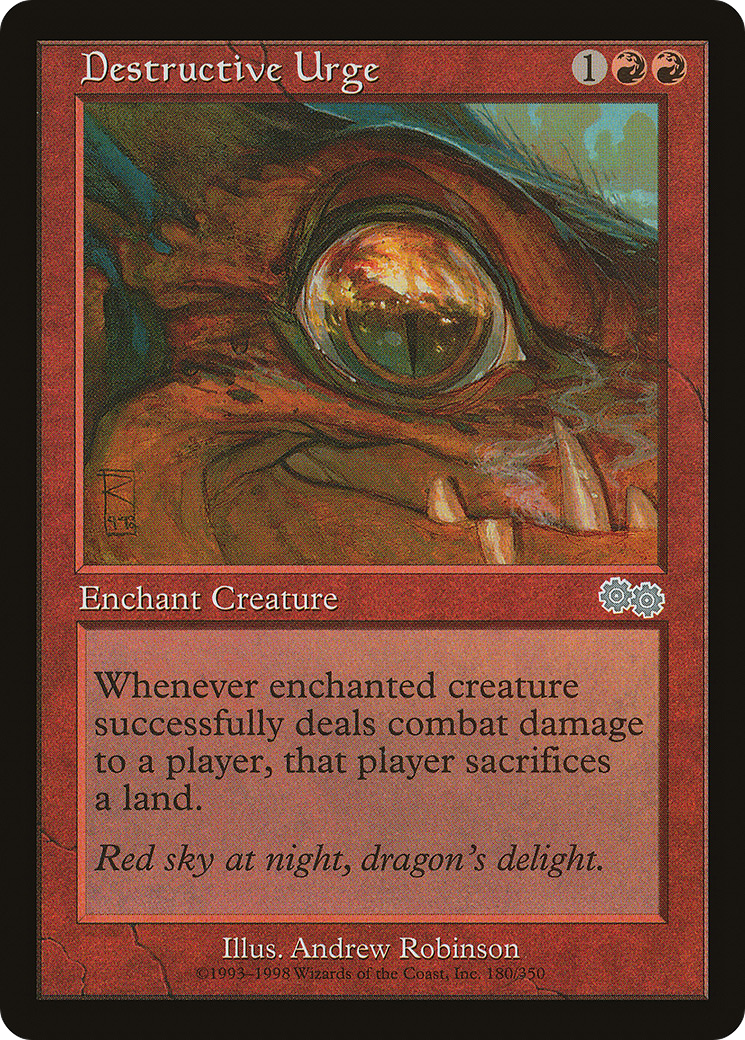 Destructive Urge 1
Enchant Creature
Whenever enchanted creature
successfully deals combat damage
to a player, that player sacrifices
a land.
Red sky at night, dragon's delight.
Illus. Andrew Robinson
©1993–1998 Wizards of the Coast, Inc. 180/350